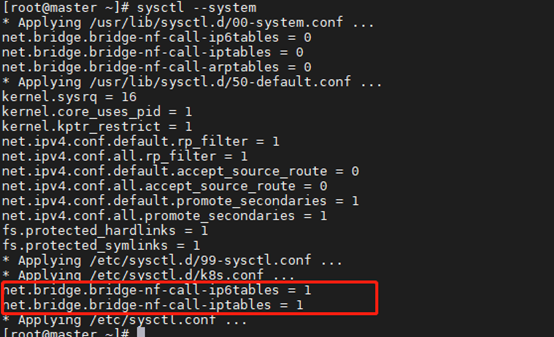 [root@master ~]# sysctl --system
* Applying /usr/lib/sysctl.d/00-system.conf ...
net.bridge.bridge-nf-call-ip6tables = 0
net.bridge.bridge-nf-call-iptables = 0
net.bridge.bridge-nf-call-arptables = 0
* Applying /usr/lib/sysctl.d/50-default.conf ...
kernel.sysrq = 16
kernel.core_uses_pid = 1
kernel.kptr_restrict = 1
net.ipv4.conf.default.rp_filter = 1
net.ipv4.conf.all.rp_filter = 1
net.ipv4.conf.default.accept_source_route = 0
net.ipv4.conf.all.accept_source_route = 0
net.ipv4.conf.default.promote_secondaries = 1
net.ipv4.conf.all.promote_secondaries = 1
fs.protected_hardlinks = 1
fs.protected_symlinks = 1
* Applying /etc/sysctl.d/99-sysctl.conf ...
* Applying /etc/sysctl.d/k8s.conf ...
net.bridge.bridge-nf-call-ip6tables = 1
net.bridge.bridge-nf-call-iptables = 1
* Applying /etc/sysctl.conf ...
[root@master ~]#